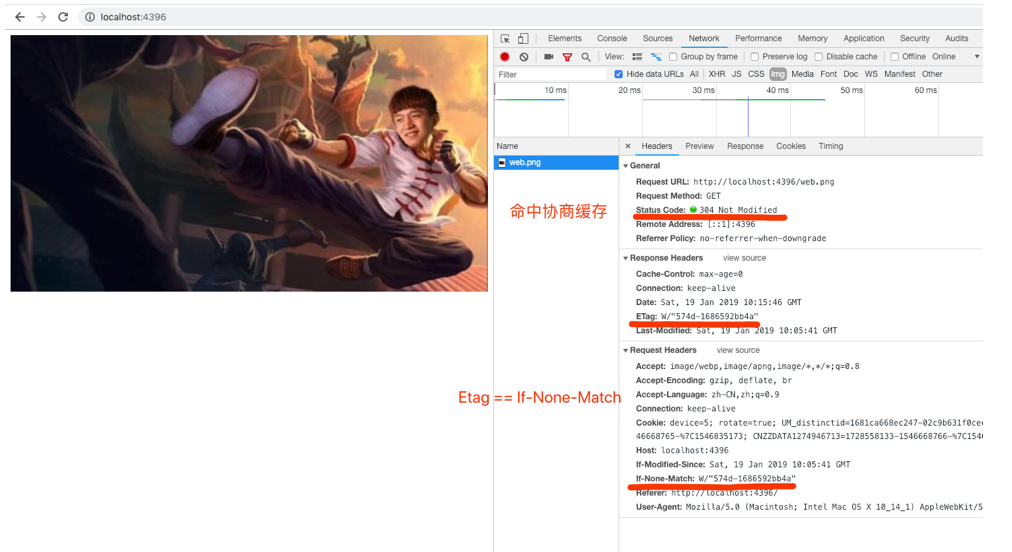 localhost:4396
Elements Console Sources Network Performance Memory Application Security Audits
View: Group by frame Preserve log Disable cache Offline Online
Filter Hide data URLs All XHR JS CSS Img Media Font Doc WS Manifest Other
10 ms 20 ms 30 ms 40 ms 50 ms 60 ms
Name
web.png
Headers Preview Response Cookies Timing
General
Request URL: http://localhost:4396/web.png
Request Method: GET
Status Code: 304 Not Modified
命中协商缓存
Remote Address: [::1]:4396
Referrer Policy: no-referrer-when-downgrade
Response Headers view source
Cache-Control: max-age=0
Connection: keep-alive
Date: Sat, 19 Jan 2019 10:15:46 GMT
ETag: W/"574d-1686592bb4a"
Last-Modified: Sat, 19 Jan 2019 10:05:41 GMT
Request Headers view source
Accept: image/webp,image/apng,image/*,*/*;q=0.8
Accept-Encoding: gzip, deflate, br
Accept-Language: zh-CN,zh;q=0.9
Etag == If-None-Match
Connection: keep-alive
Cookie: device=5; rotate=true; UM_distinctid=1681ca668ec247-02c9b631f0ce
46668765-%7C1546835173; CNZZDATA1274946713=1728558133-1546668766-%7C1546
Host: localhost:4396
If-Modified-Since: Sat, 19 Jan 2019 10:05:41 GMT
If-None-Match: W/"574d-1686592bb4a"
Referer: http://localhost:4396/
User-Agent: Mozilla/5.0 (Macintosh; Intel Mac OS X 10_14_1) AppleWebKit/5